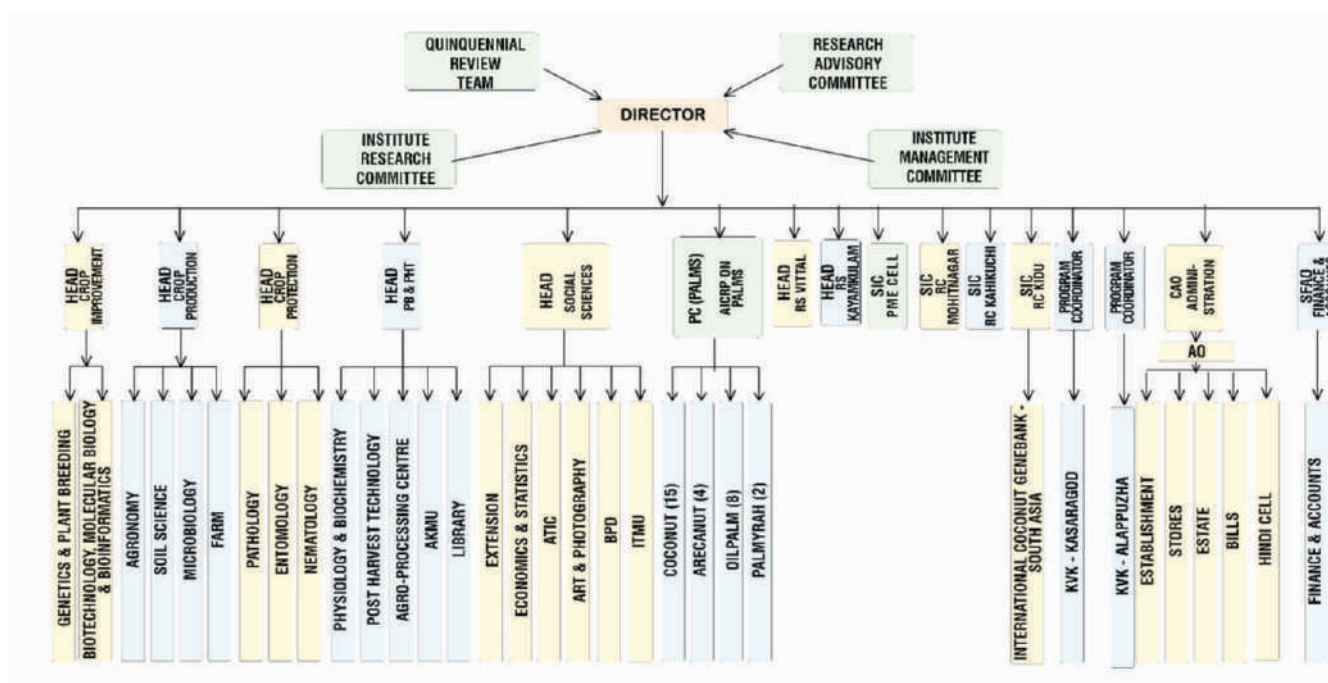 QUINQUENNIAL
REVIEW
TEAM
RESEARCH
ADVISORY
COMMITTEE
DIRECTOR
INSTITUTE
RESEARCH
COMMITTEE
INSTITUTE
MANAGEMENT
COMMITTEE
HEAD
CROP
IMPROVEMENT
HEAD
CROP
PRODUCTION
HEAD
CROP
PROTECTION
HEAD
PB & PHT
HEAD
SOCIAL
SCIENCES
PC (PALMS)
AICRP ON
PALMS
HEAD
RS VITTAL
HEAD
RS
KAYAMKULAM
SIC
PME CELL
SIC
RC
MOHITNAGAR
SIC
RC KAHIKUCHI
SIC
RC KIDU
PROGRAM
COORDINATOR
PROGRAM
COORDINATOR
CAO
ADMINI-
STRATION
SFAO
FINANCE &
AO
GENETICS & PLANT BREEDING
BIOTECHNOLOGY, MOLECULAR BIOLOGY
& BIOINFORMATICS
AGRONOMY
SOIL SCIENCE
MICROBIOLOGY
FARM
PATHOLOGY
ENTOMOLOGY
NEMATOLOGY
PHYSIOLOGY & BIOCHEMISTRY
POST HARVEST TECHNOLOGY
AGRO-PROCESSING CENTRE
AKMU
LIBRARY
EXTENSION
ECONOMICS & STATISTICS
ATIC
ART & PHOTOGRAPHY
BPD
ITMU
COCONUT (15)
ARECANUT (4)
OILPALM (8)
PALMYRAH (2)
INTERNATIONAL COCONUT GENEBANK -
SOUTH ASIA
KVK - KASARAGOD
KVK - ALAPPUZHA
ESTABLISHMENT
STORES
ESTATE
BILLS
HINDI CELL
FINANCE & ACCOUNTS